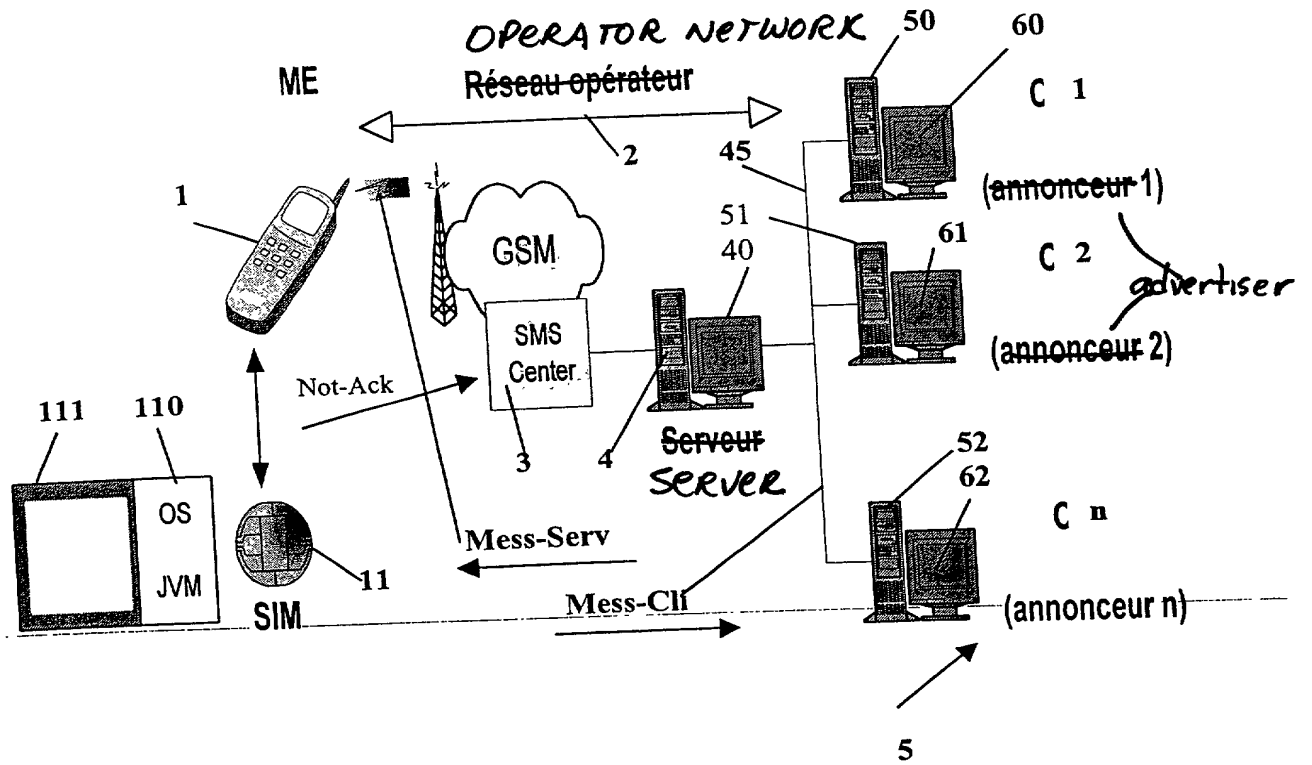 OPERATOR NETWORK
50
60
ME
Réseau opérateur
C 1
2
45
1
(annonceur 1)
51
40
61
GSM
C 2
advertiser
SMS
Center
(annonceur 2)
Not-Ack
111
110
3
4
Serveur
SERVER
52
62
OS
JVM
C n
Mess-Serv
11
Mess-Cli
SIM
(annonceur n)
5